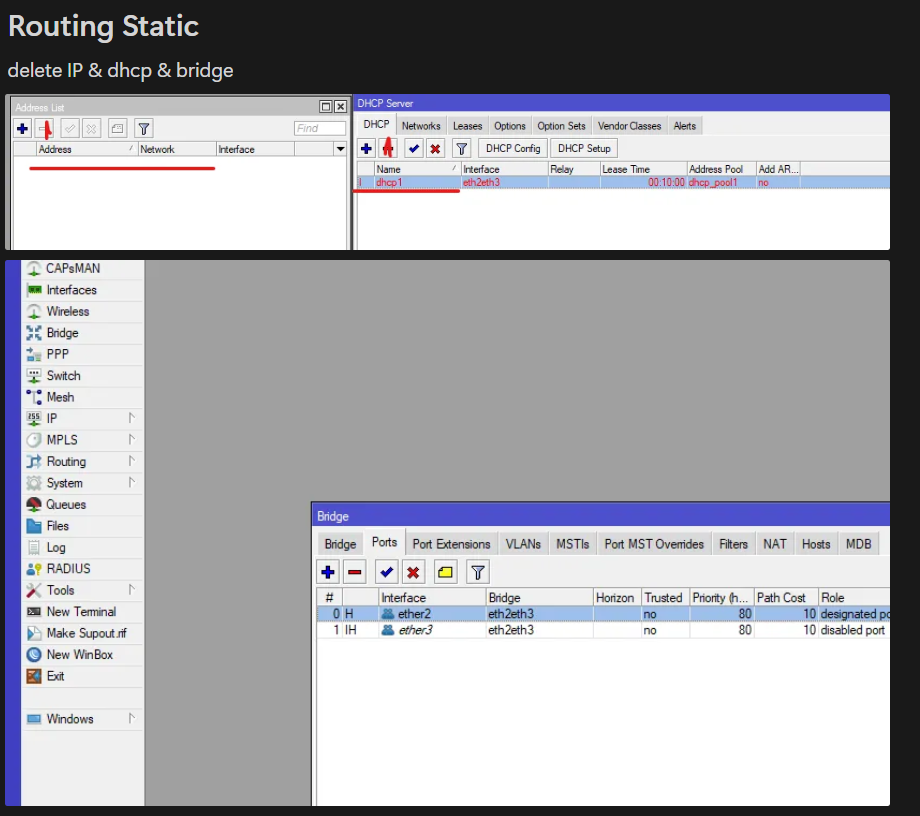 Routing Static
delete IP & dhcp & bridge
Address List
Find
Address Network Interface
DHCP Server
DHCP Networks Leases Options Option Sets Vendor Classes Alerts
DHCP Config DHCP Setup
Name Interface Relay Lease Time Address Pool Add AR...
I dhcp1 eth2eth3 00:10:00 dhcp_pool1 no
CAPsMAN
Interfaces
Wireless
Bridge
PPP
Switch
Mesh
IP
MPLS
Routing
System
Queues
Files
Log
RADIUS
Tools
New Terminal
Make Supout.rif
New WinBox
Exit
Windows
Bridge
Bridge Ports Port Extensions VLANs MSTIs Port MST Overrides Filters NAT Hosts MDB
# Interface Bridge Horizon Trusted Priority (h... Path Cost Role
0 H ether2 eth2eth3 no 80 10 designated po
1 IH ether3 eth2eth3 no 80 10 disabled port